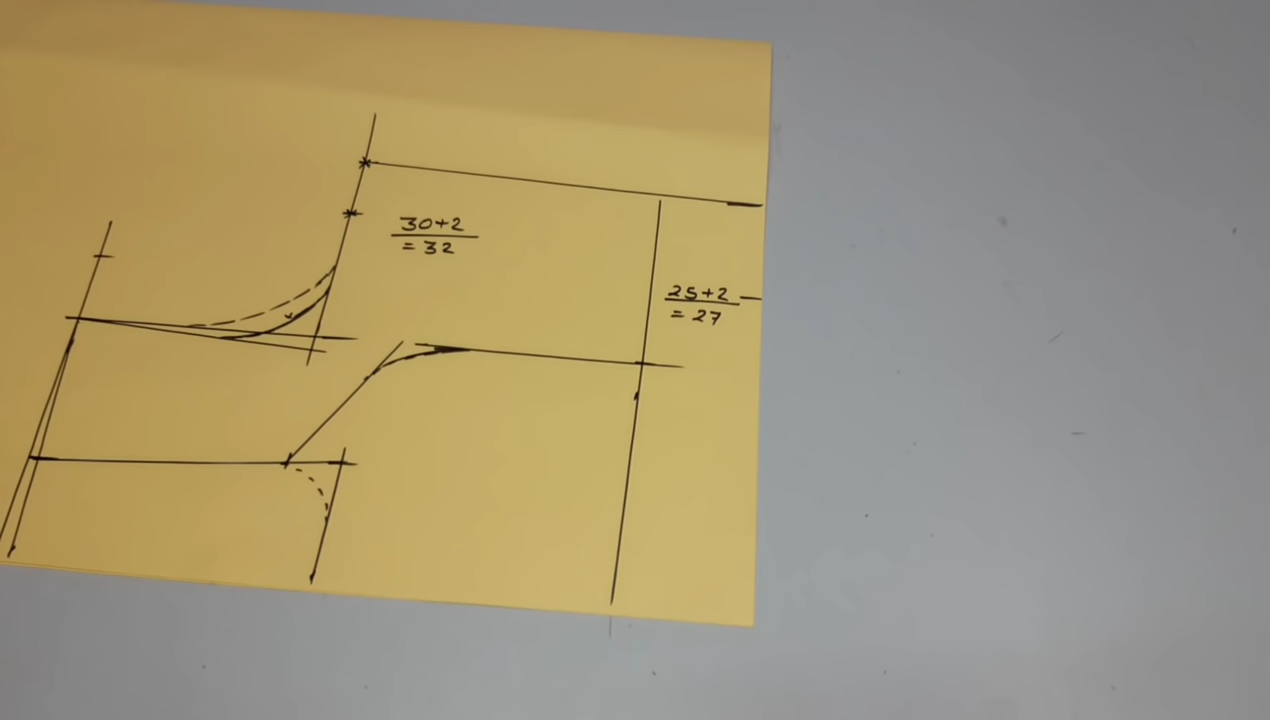 30+2
= 32
25+2
= 27